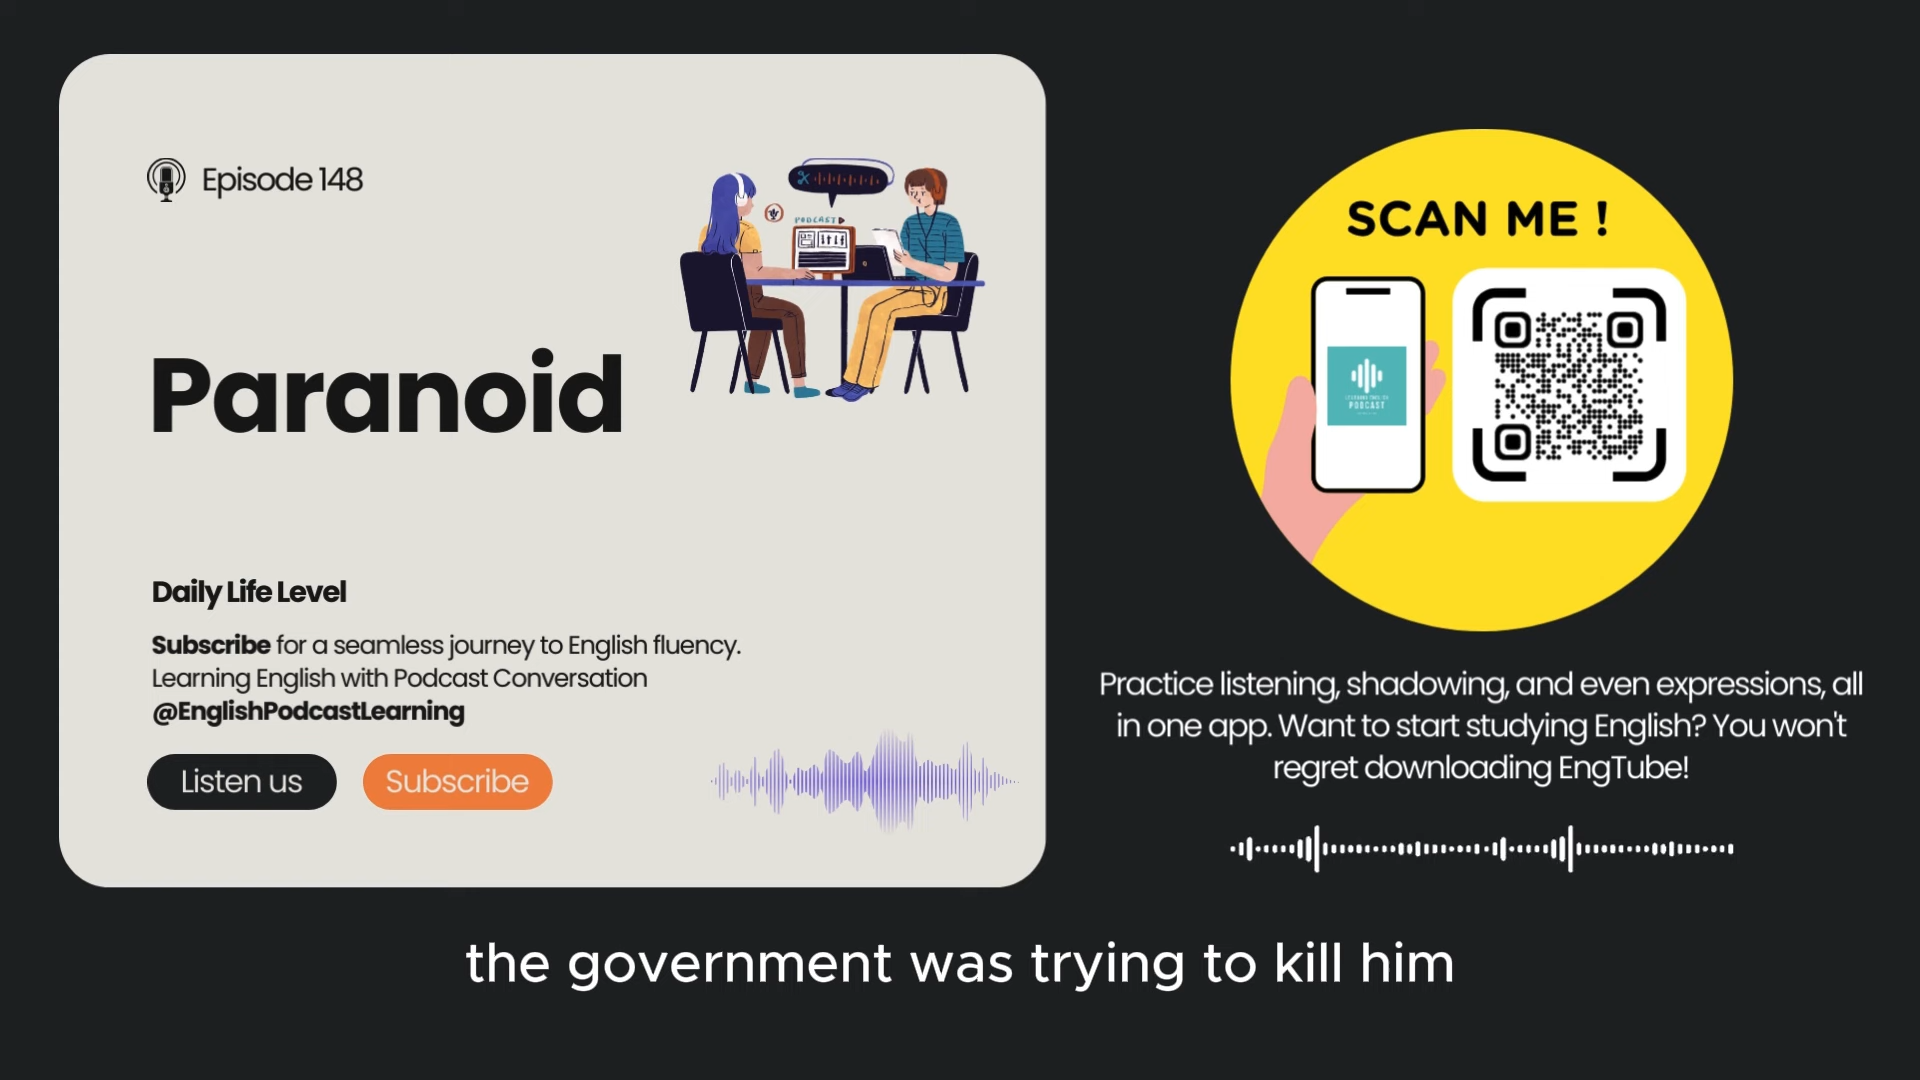 Episode 148
PODCAST
Paranoid
Daily Life Level
Subscribe for a seamless journey to English fluency.
Learning English with Podcast Conversation
@EnglishPodcastLearning
Listen us
Subscribe
SCAN ME !
PODCAST
Practice listening, shadowing, and even expressions, all
in one app. Want to start studying English? You won't
regret downloading EngTube!
the government was trying to kill him